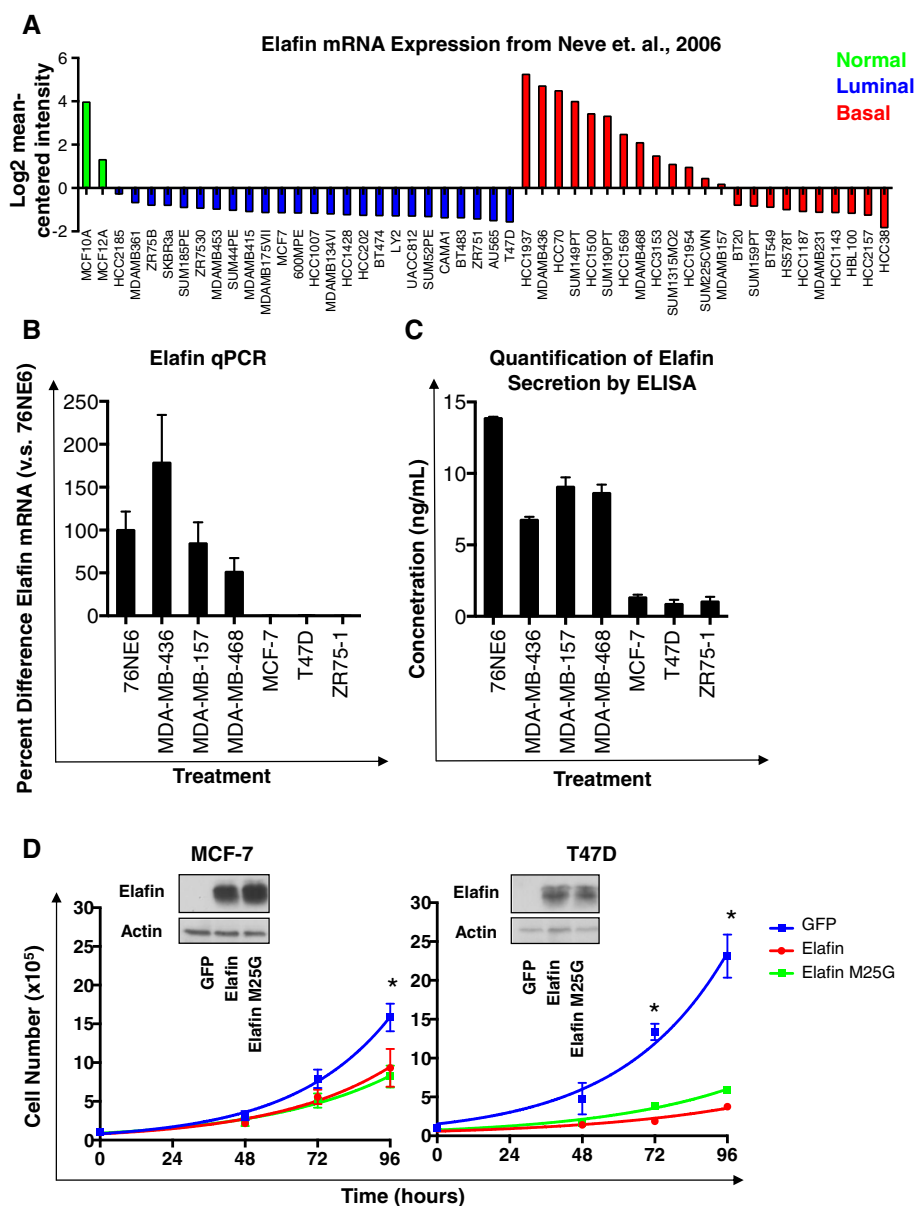 A
Elafin mRNA Expression from Neve et. al., 2006
Normal
Luminal
Basal
Log2 mean-
centered intensity
6
4
2
0
-2
MCF10A
MCF12A
HCC2185
MDAMB361
ZR75B
SKBR3a
SUM185PE
ZR7530
MDAMB453
SUM44PE
MDAMB415
MDAMB175VII
MCF7
600MPE
HCC1007
MDAMB134VI
HCC1428
HCC202
BT474
LY2
UACC812
SUM52PE
CAMA1
BT483
ZR751
AU565
T47D
HCC1937
MDAMB436
HCC70
SUM149PT
HCC1500
SUM190PT
HCC1569
MDAMB468
HCC3153
SUM1315MO2
HCC1954
SUM225CWN
MDAMB157
BT20
SUM159PT
BT549
HS578T
HCC1187
MDAMB231
HCC1143
HBL100
HCC2157
HCC38
B
Elafin qPCR
Percent Difference Elafin mRNA (v.s. 76NE6)
250
200
150
100
50
0
76NE6
MDA-MB-436
MDA-MB-157
MDA-MB-468
MCF-7
T47D
ZR75-1
Treatment
C
Quantification of Elafin
Secretion by ELISA
Concnetration (ng/mL)
15
10
5
0
76NE6
MDA-MB-436
MDA-MB-157
MDA-MB-468
MCF-7
T47D
ZR75-1
Treatment
D
MCF-7
Elafin
Actin
GFP
Elafin
Elafin M25G
Cell Number (x10⁵)
30
25
20
15
10
5
0
*
0 24 48 72 96
T47D
Elafin
Actin
GFP
Elafin
Elafin M25G
30
25
20
15
10
5
0
*
*
0 24 48 72 96
GFP
Elafin
Elafin M25G
Time (hours)